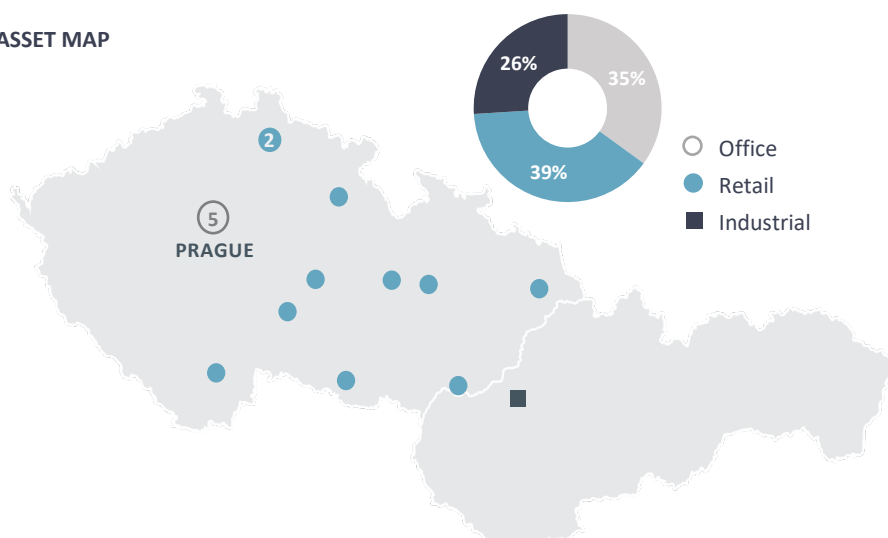 ASSET MAP
26%
35%
39%
Office
Retail
Industrial
2
5
PRAGUE